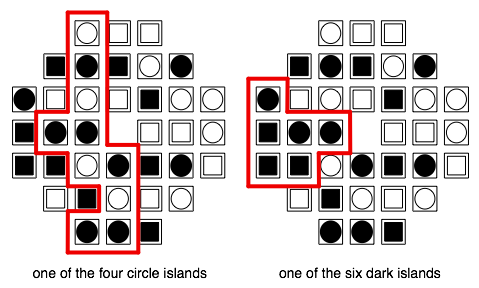 one of the four circle islands
one of the six dark islands